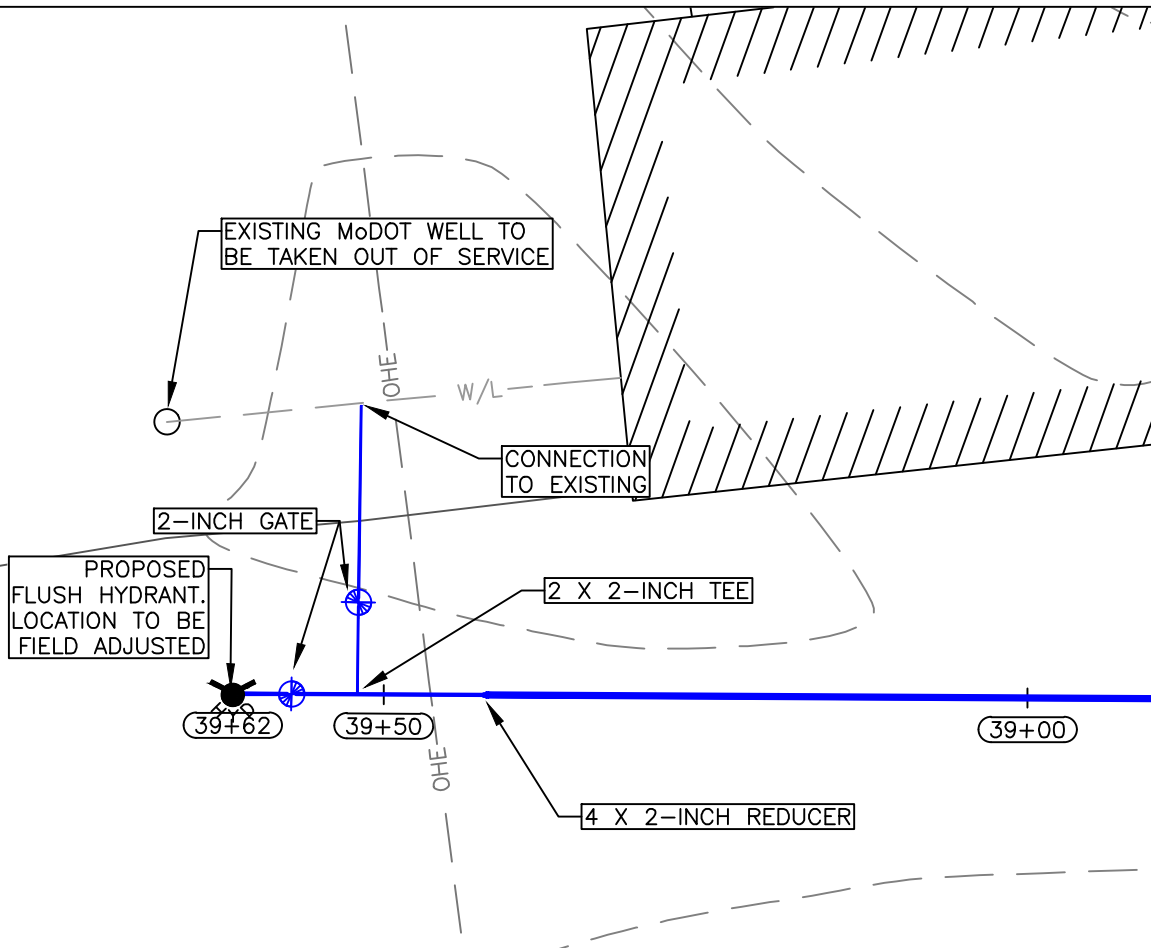 EXISTING MoDOT WELL TO
BE TAKEN OUT OF SERVICE
OHE
W/L
CONNECTION
TO EXISTING
2-INCH GATE
PROPOSED
FLUSH HYDRANT.
LOCATION TO BE
FIELD ADJUSTED
2 X 2-INCH TEE
HYD
39+62
39+50
39+00
OHE
4 X 2-INCH REDUCER